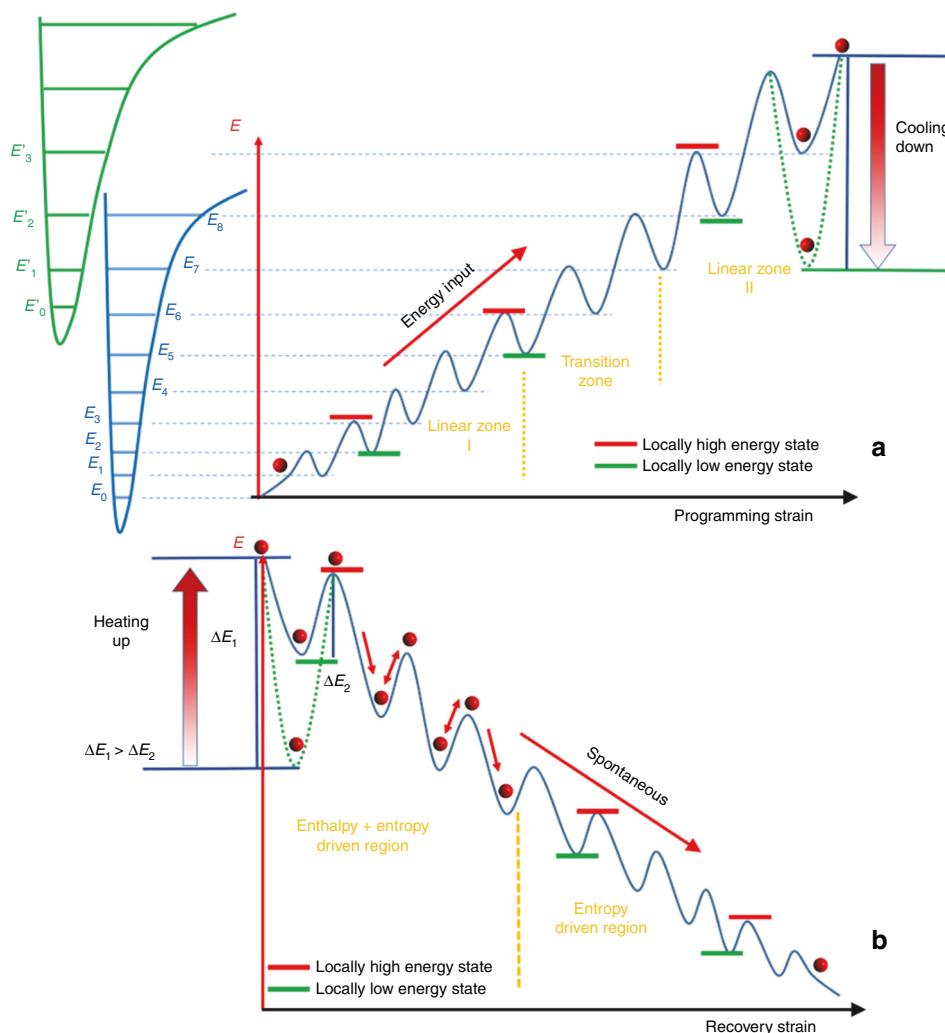 E
E'3
E'2
E'1
E'0
E8
E7
E6
E5
E4
E3
E2
E1
E0
Energy input
Cooling
down
Linear zone
II
Transition
zone
Linear zone
I
Locally high energy state
Locally low energy state
a
Programming strain
E
Heating
up
ΔE1
ΔE2
ΔE1 > ΔE2
Spontaneous
Enthalpy + entropy
driven region
Entropy
driven region
b
Locally high energy state
Locally low energy state
Recovery strain